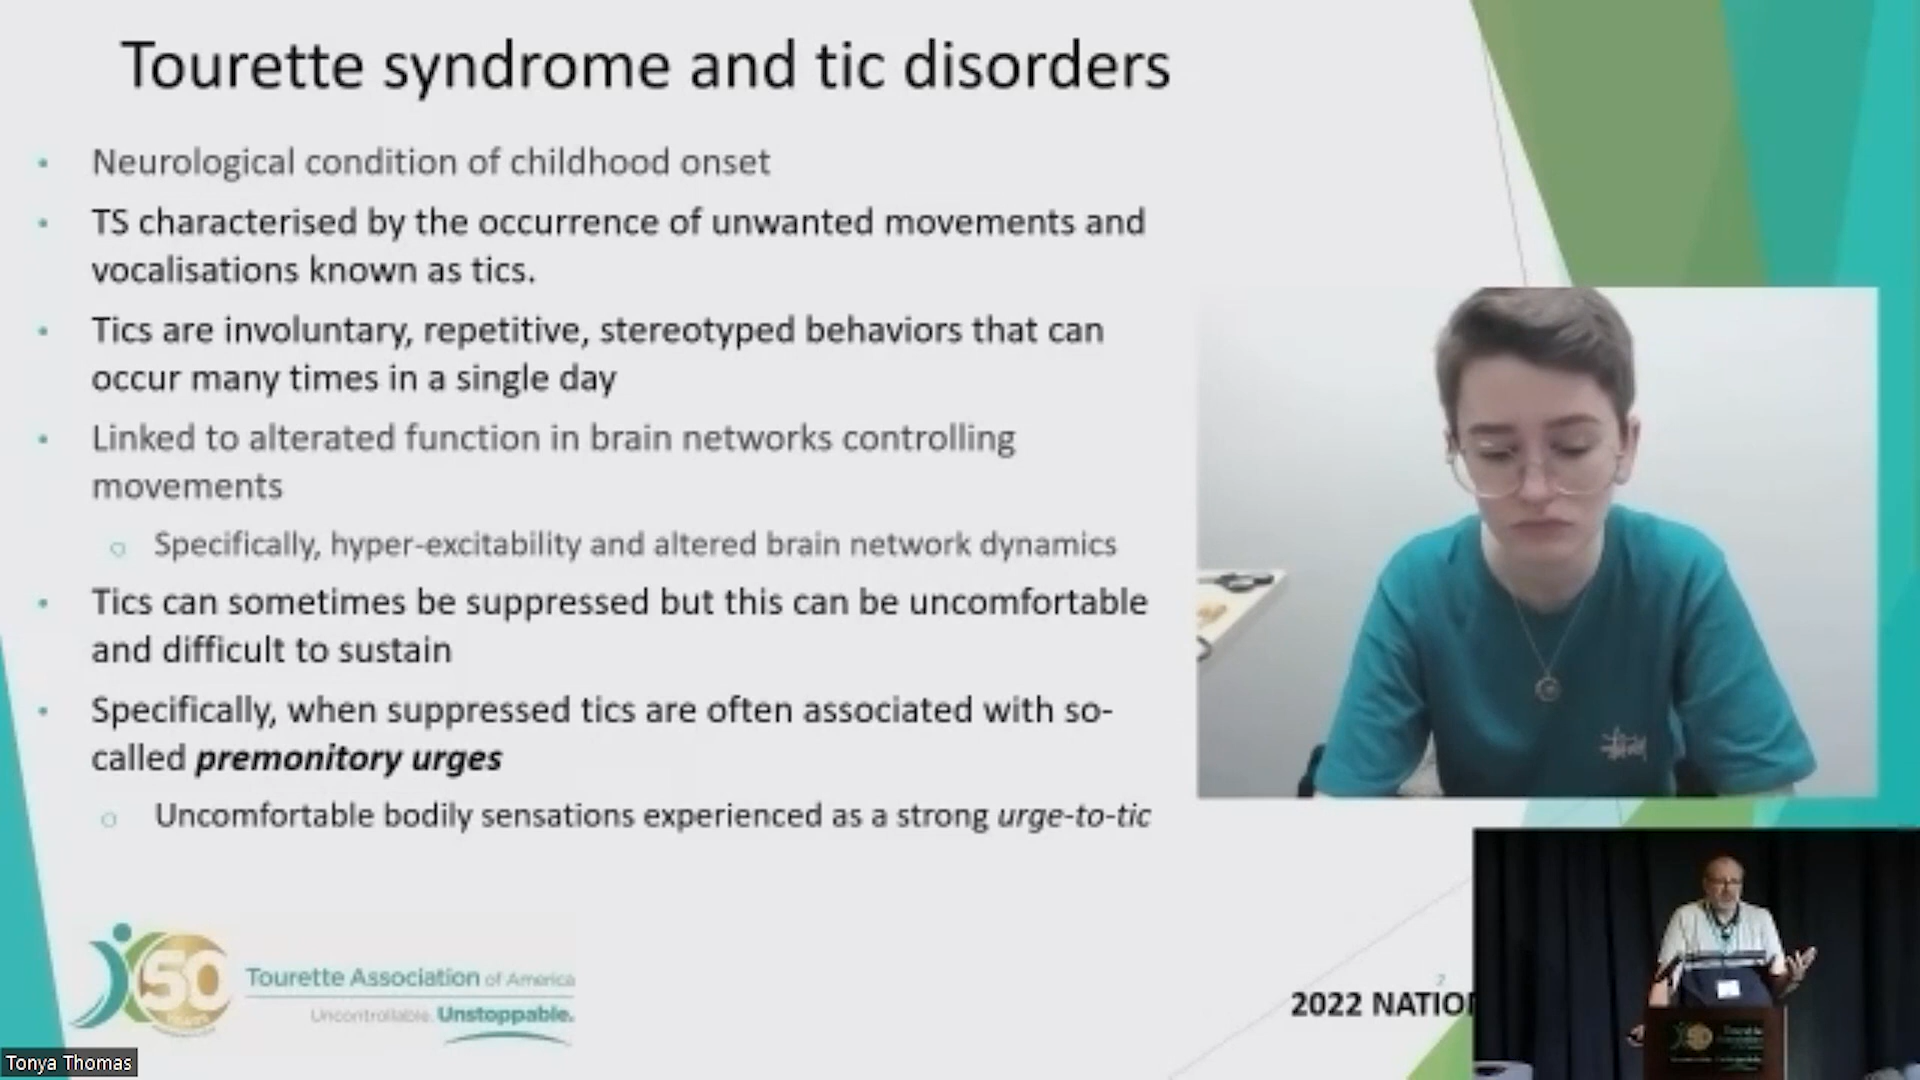 Tourette syndrome and tic disorders
Neurological condition of childhood onset
TS characterised by the occurrence of unwanted movements and
vocalisations known as tics.
Tics are involuntary, repetitive, stereotyped behaviors that can
occur many times in a single day
Linked to alterated function in brain networks controlling
movements
Specifically, hyper-excitability and altered brain network dynamics
Tics can sometimes be suppressed but this can be uncomfortable
and difficult to sustain
Specifically, when suppressed tics are often associated with so-
called premonitory urges
Uncomfortable bodily sensations experienced as a strong urge-to-tic
50
YEARS
Tourette Association of America
Uncontrollable. Unstoppable.
7
2022 NATION
Tonya Thomas